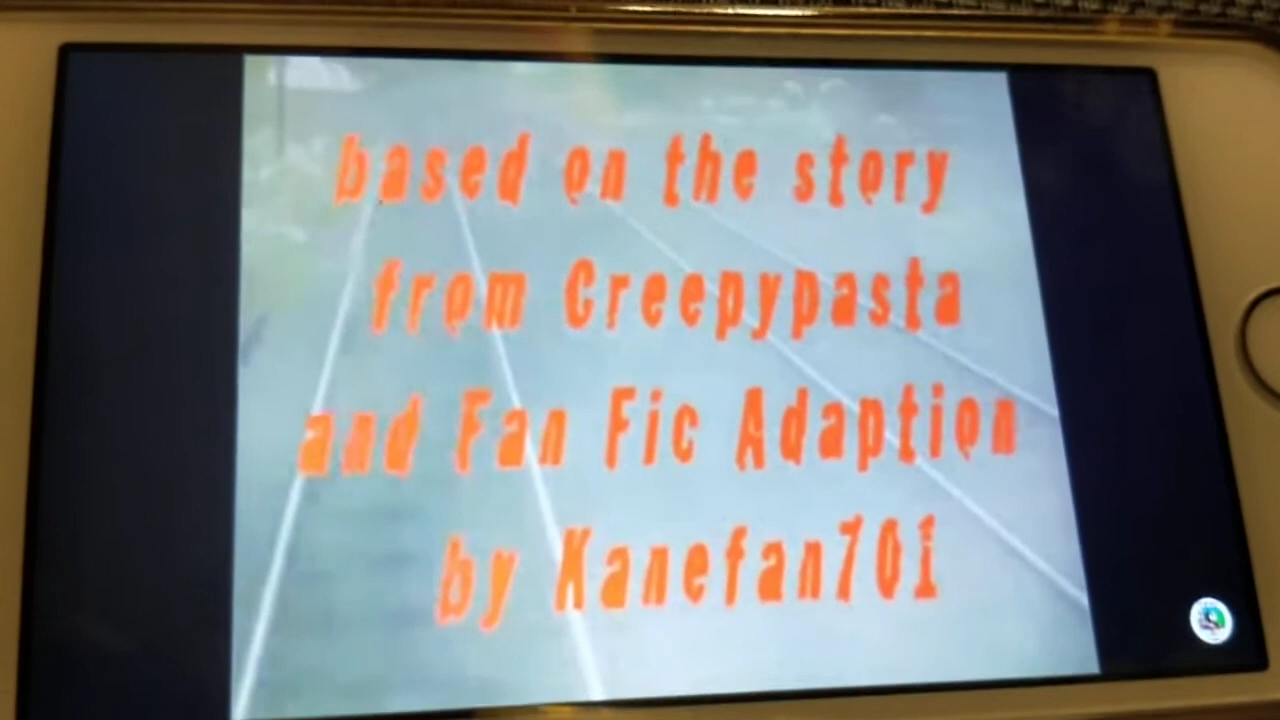 based on the story
from Creepypasta
and Fan Fic Adaption
by Kanefan701